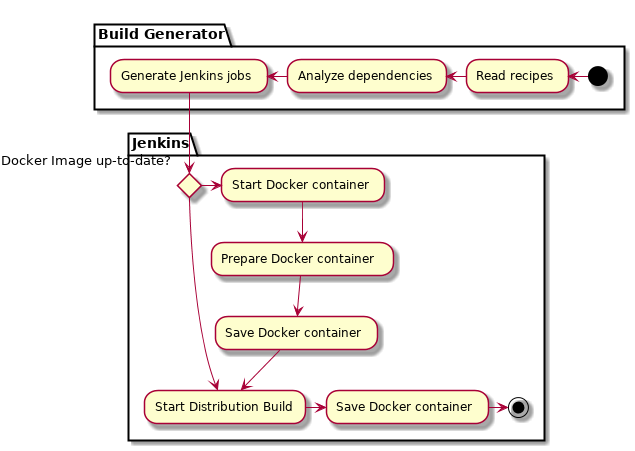 Build Generator
Generate Jenkins jobs
Analyze dependencies
Read recipes
Jenkins
Docker Image up-to-date?
Start Docker container
Prepare Docker container
Save Docker container
Start Distribution Build
Save Docker container